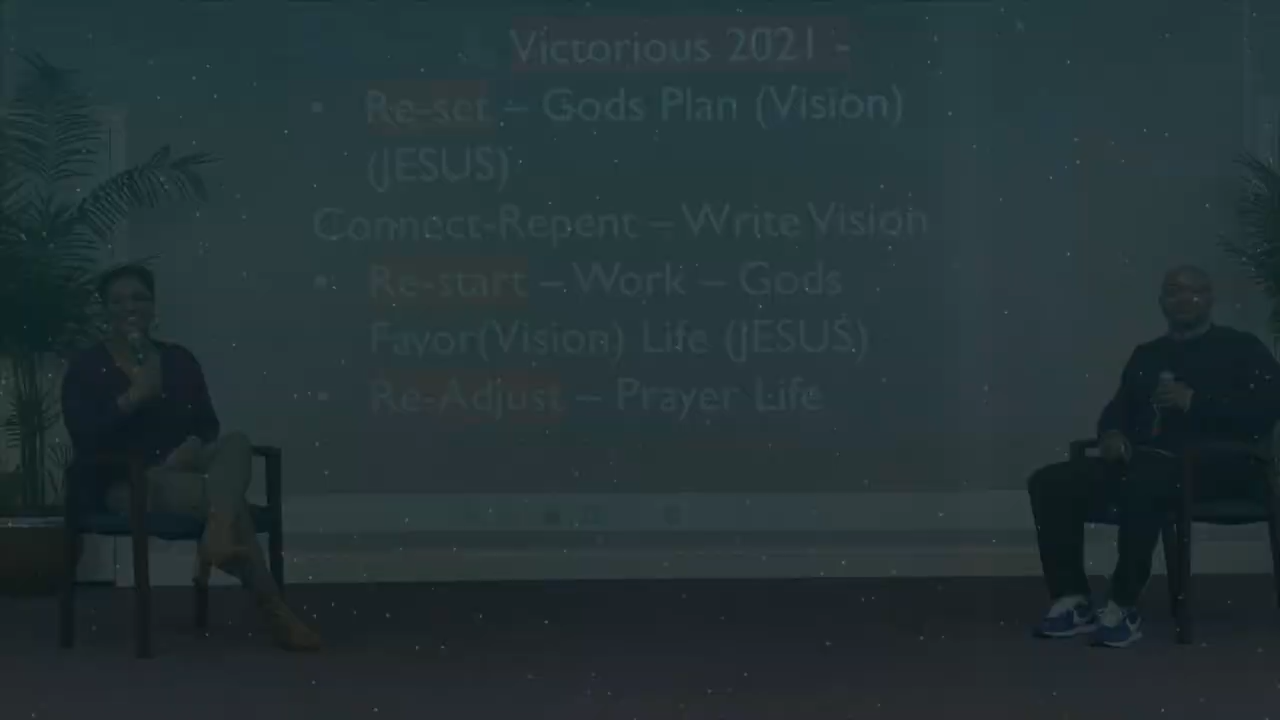 Victorious 2021 -
• Re-set – Gods Plan (Vision)
(JESUS)
Connect-Repent – Write Vision
• Re-start – Work – Gods
Favor(Vision) Life (JESUS)
• Re-Adjust – Prayer Life